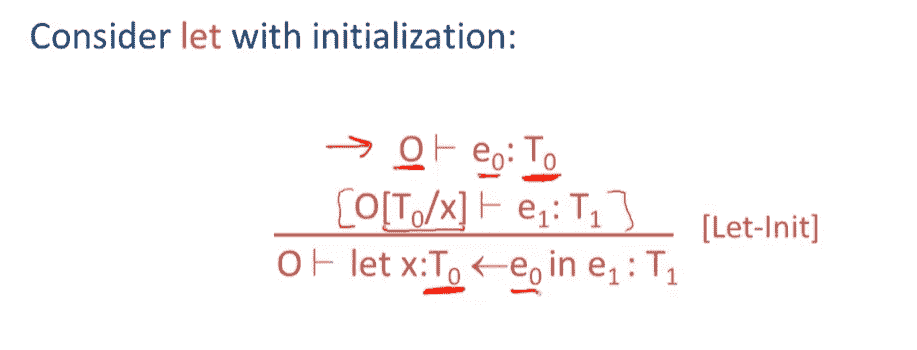 Consider let with initialization:
→ O ⊢ e₀: T₀
O[T₀/x] ⊢ e₁: T₁
[Let-Init]
O ⊢ let x:T₀ ←e₀ in e₁ : T₁